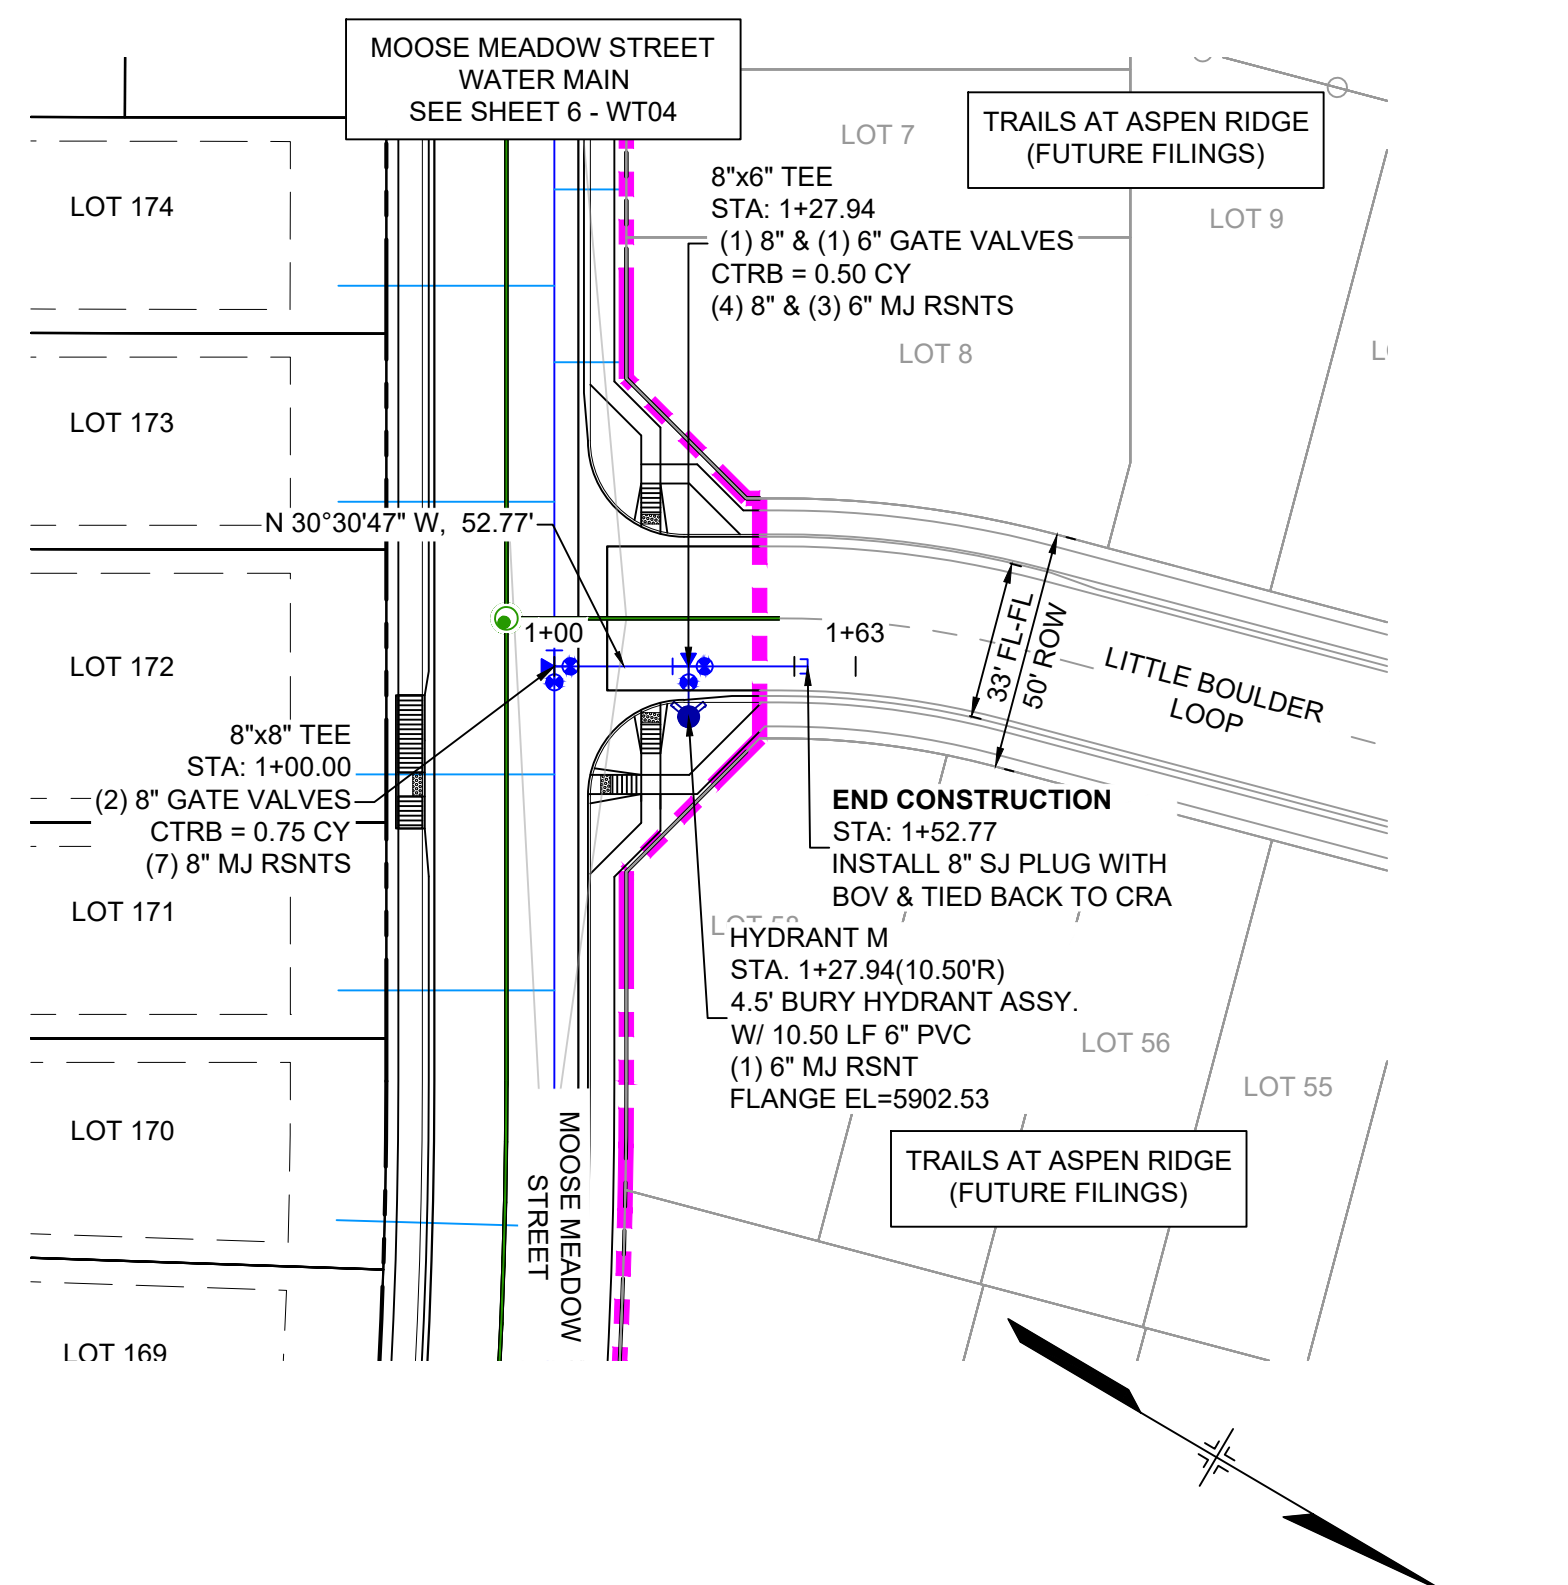 MOOSE MEADOW STREET
WATER MAIN
SEE SHEET 6 - WT04
TRAILS AT ASPEN RIDGE
(FUTURE FILINGS)
LOT 7
LOT 9
LOT 174
8"x6" TEE
STA: 1+27.94
(1) 8" & (1) 6" GATE VALVES
CTRB = 0.50 CY
(4) 8" & (3) 6" MJ RSNTS
LOT 8
LOT 173
N 30°30'47" W, 52.77'
1+00
1+63
33' FL-FL
50' ROW
LITTLE BOULDER
LOOP
LOT 172
8"x8" TEE
STA: 1+00.00
(2) 8" GATE VALVES
CTRB = 0.75 CY
(7) 8" MJ RSNTS
END CONSTRUCTION
STA: 1+52.77
INSTALL 8" SJ PLUG WITH
BOV & TIED BACK TO CRA
LOT 171
HYDRANT M
STA. 1+27.94(10.50'R)
4.5' BURY HYDRANT ASSY.
W/ 10.50 LF 6" PVC
(1) 6" MJ RSNT
FLANGE EL=5902.53
LOT 56
LOT 55
LOT 170
MOOSE MEADOW
STREET
TRAILS AT ASPEN RIDGE
(FUTURE FILINGS)
LOT 169